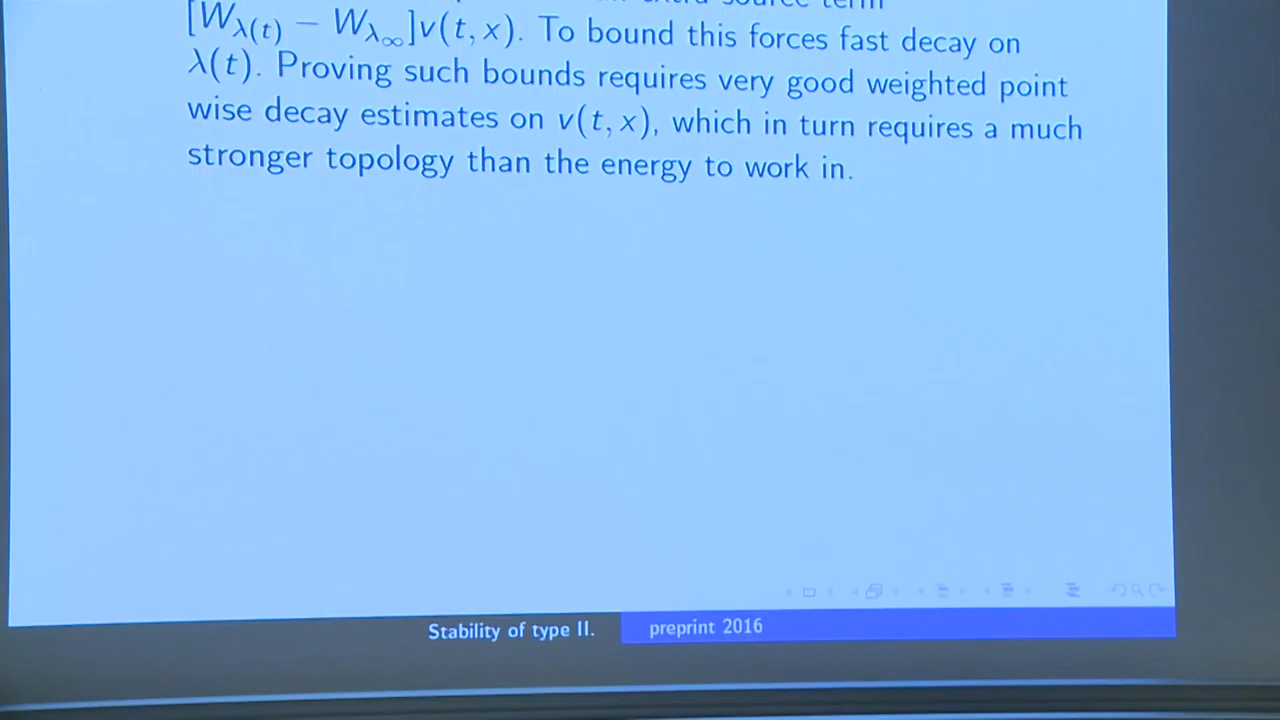 [W_{λ(t)} − W_{λ_∞}]v(t, x). To bound this forces fast decay on
λ(t). Proving such bounds requires very good weighted point
wise decay estimates on v(t, x), which in turn requires a much
stronger topology than the energy to work in.
Stability of type II. preprint 2016